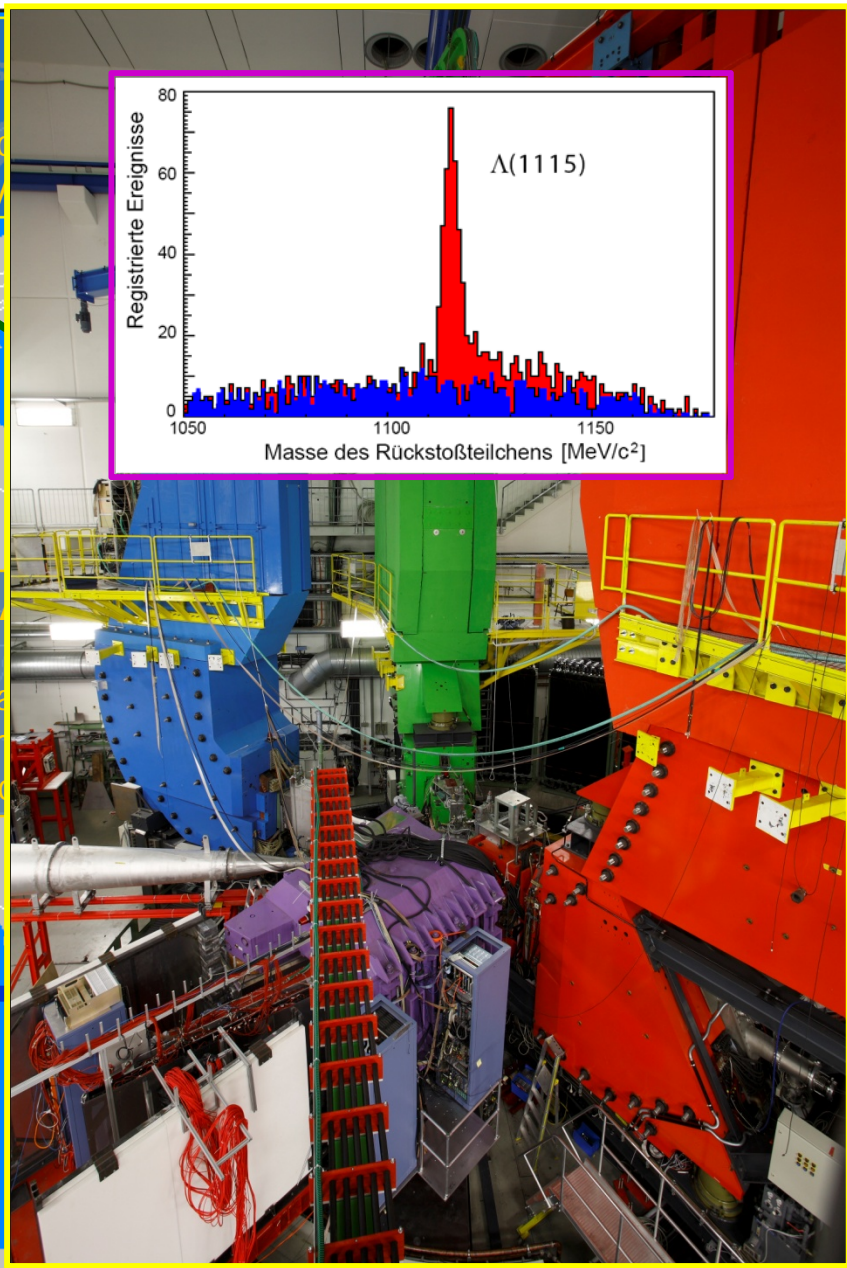 80
60
40
20
0
Registrierte Ereignisse
Λ(1115)
1050
1100
1150
Masse des Rückstoßteilchens [MeV/c²]